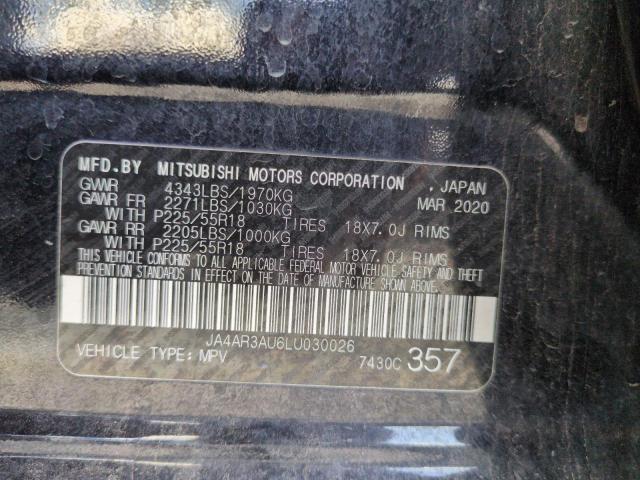 MFD.BY MITSUBISHI MOTORS CORPORATION , JAPAN
GVWR 4343LBS/1970KG MAR 2020
GAWR FR 2271LBS/1030KG
WITH P225/55R18 TIRES 18X7.0J RIMS
GAWR RR 2205LBS/1000KG
WITH P225/55R18 TIRES 18X7.0J RIMS
THIS VEHICLE CONFORMS TO ALL APPLICABLE FEDERAL MOTOR VEHICLE SAFETY AND THEFT
PREVENTION STANDARDS IN EFFECT ON THE DATE OF MANUFACTURE SHOWN ABOVE.
JA4AR3AU6LU030026
VEHICLE TYPE:MPV 7430C 357